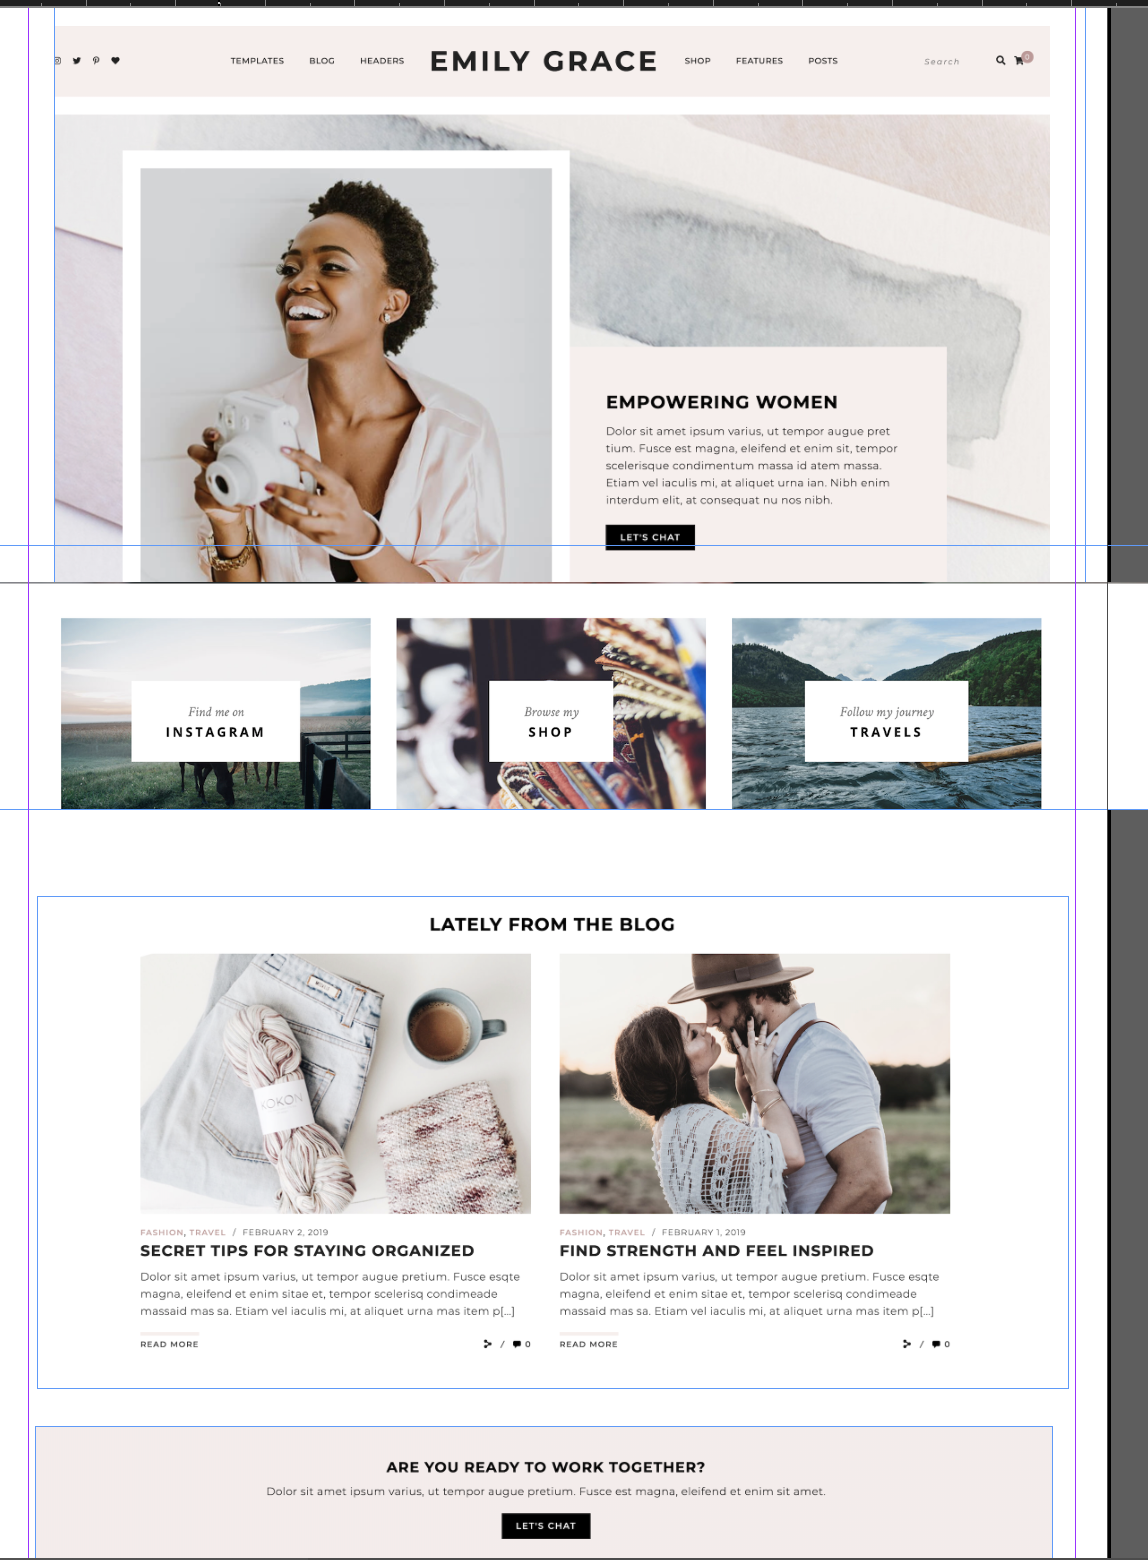 TEMPLATES BLOG HEADERS EMILY GRACE SHOP FEATURES POSTS Search 0
EMPOWERING WOMEN
Dolor sit amet ipsum varius, ut tempor augue pret
tium. Fusce est magna, eleifend et enim sit, tempor
scelerisque condimentum massa id atem massa.
Etiam vel iaculis mi, at aliquet urna ian. Nibh enim
interdum elit, at consequat nu nos nibh.
LET'S CHAT
Find me on
INSTAGRAM
Browse my
SHOP
Follow my journey
TRAVELS
LATELY FROM THE BLOG
KOKON
FASHION, TRAVEL / FEBRUARY 2, 2019
SECRET TIPS FOR STAYING ORGANIZED
Dolor sit amet ipsum varius, ut tempor augue pretium. Fusce esqte
magna, eleifend et enim sitae et, tempor scelerisq condimeade
massaid mas sa. Etiam vel iaculis mi, at aliquet urna mas item p[...]
READ MORE / 0
FASHION, TRAVEL / FEBRUARY 1, 2019
FIND STRENGTH AND FEEL INSPIRED
Dolor sit amet ipsum varius, ut tempor augue pretium. Fusce esqte
magna, eleifend et enim sitae et, tempor scelerisq condimeade
massaid mas sa. Etiam vel iaculis mi, at aliquet urna mas item p[...]
READ MORE / 0
ARE YOU READY TO WORK TOGETHER?
Dolor sit amet ipsum varius, ut tempor augue pretium. Fusce est magna, eleifend et enim sit amet.
LET'S CHAT